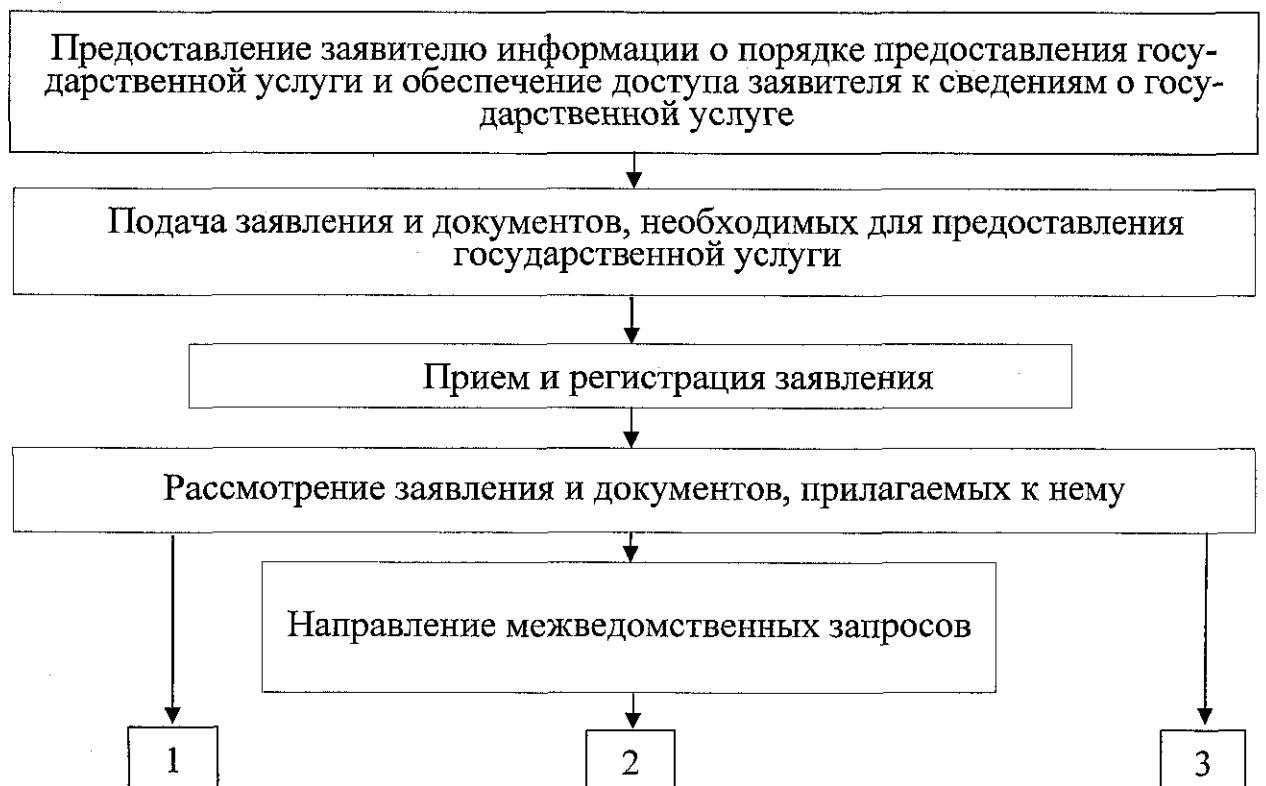 Предоставление заявителю информации о порядке предоставления госу-
дарственной услуги и обеспечение доступа заявителя к сведениям о госу-
дарственной услуге
Подача заявления и документов, необходимых для предоставления
государственной услуги
Прием и регистрация заявления
Рассмотрение заявления и документов, прилагаемых к нему
Направление межведомственных запросов
1
2
3